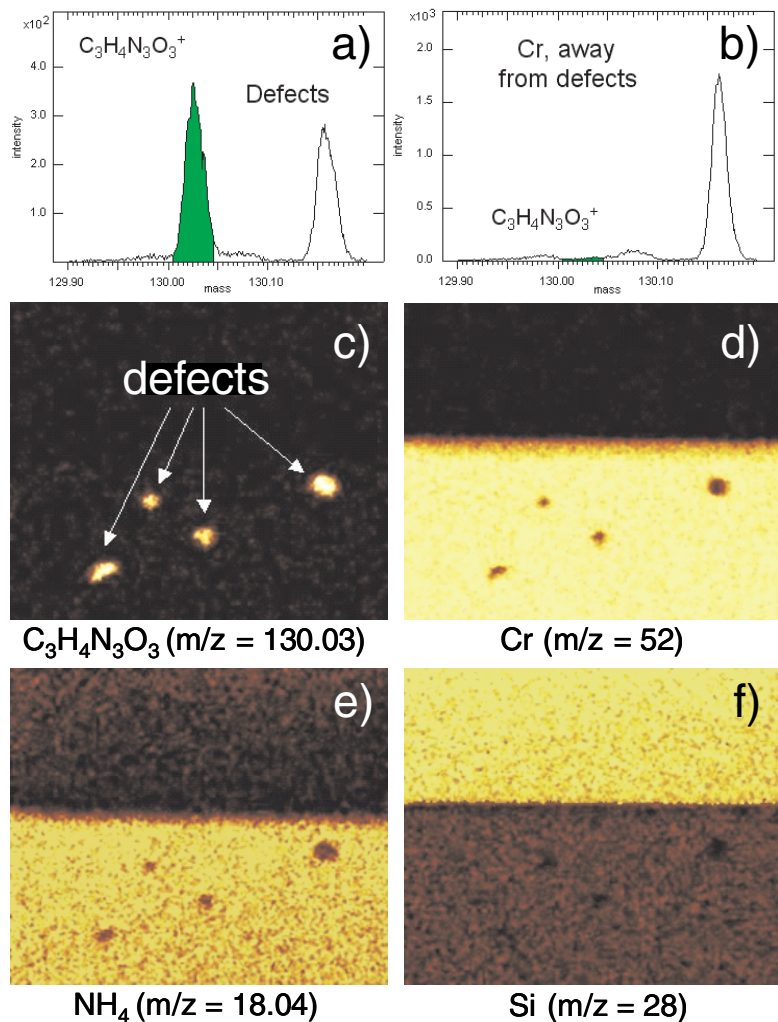 x10²
C₃H₄N₃O₃⁺
a)
4.0
Defects
3.0
intensity
2.0
1.0
129.90
130.00
130.10
mass
x10³
b)
2.0
Cr, away
from defects
1.5
intensity
1.0
0.5
C₃H₄N₃O₃⁺
0.0
129.90
130.00
130.10
mass
c)
defects
C₃H₄N₃O₃ (m/z = 130.03)
d)
Cr (m/z = 52)
e)
NH₄ (m/z = 18.04)
f)
Si (m/z = 28)